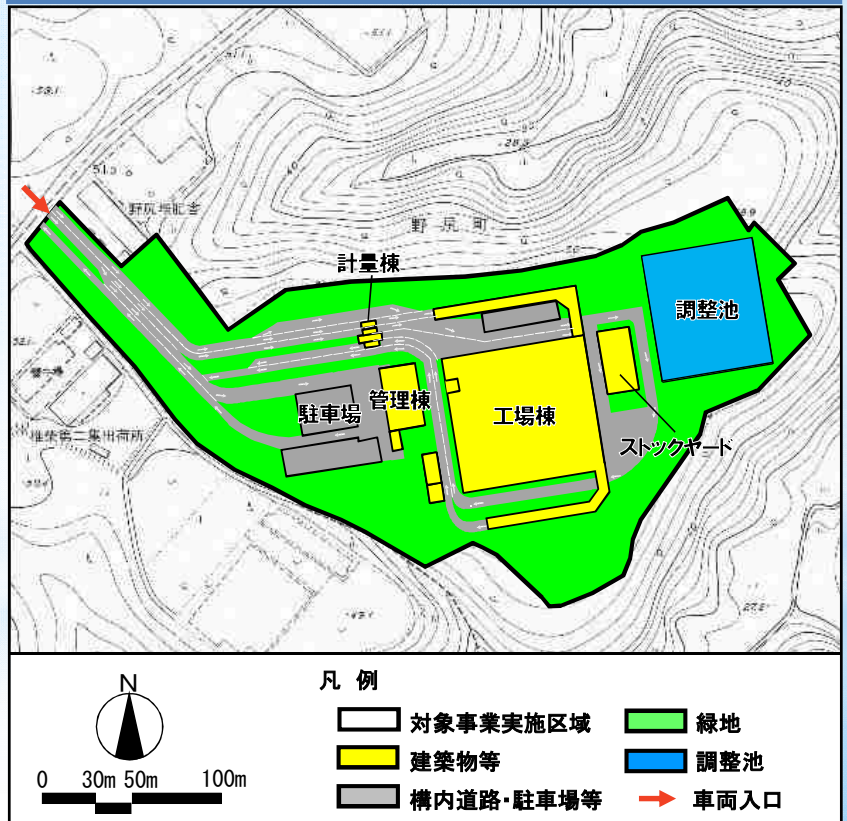 野尻町
計量棟
調整池
管理棟
駐車場
工場棟
ストックヤード
N
0 30m 50m 100m
凡 例
対象事業実施区域
緑地
建築物等
調整池
構内道路・駐車場等
車両入口